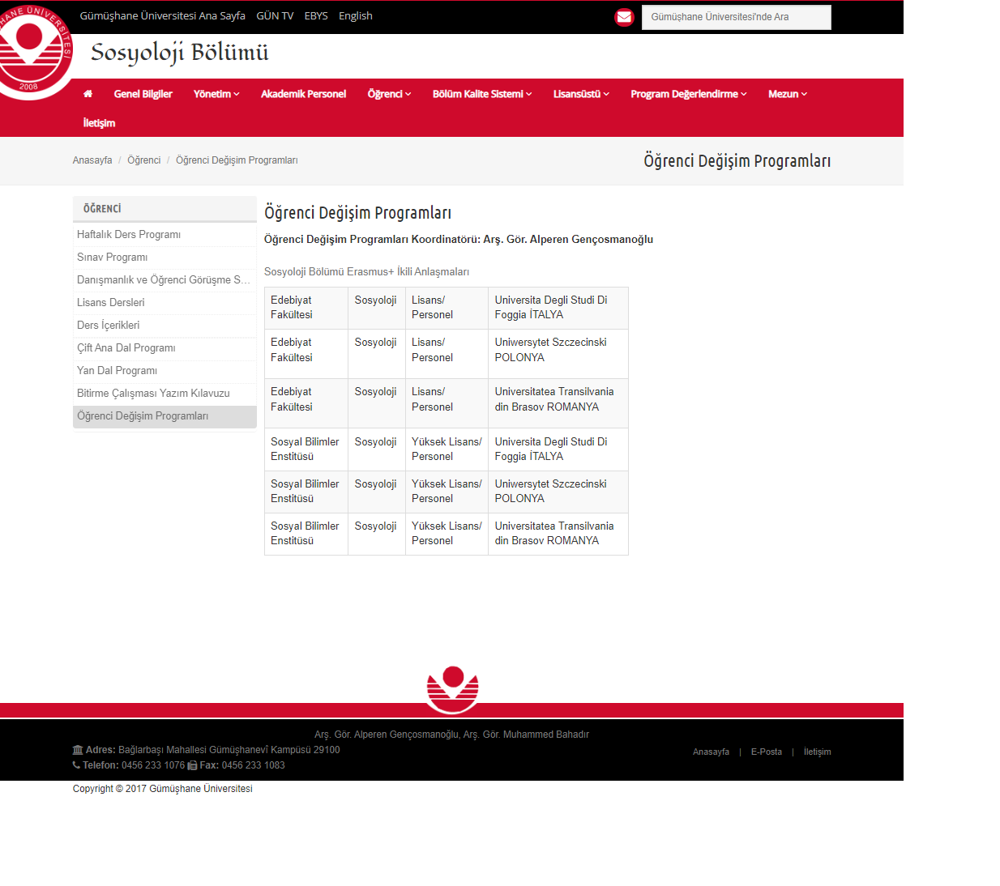 Gümüşhane Üniversitesi Ana Sayfa GÜN TV EBYS English
Gümüşhane Üniversitesi'nde Ara
HANE ÜNİVERSİTESİ
2008
Sosyoloji Bölümü
Genel Bilgiler Yönetim Akademik Personel Öğrenci Bölüm Kalite Sistemi Lisansüstü Program Değerlendirme Mezun
İletişim
Anasayfa / Öğrenci / Öğrenci Değişim Programları
Öğrenci Değişim Programları
ÖĞRENCİ
Haftalık Ders Programı
Sınav Programı
Danışmanlık ve Öğrenci Görüşme S...
Lisans Dersleri
Ders İçerikleri
Çift Ana Dal Programı
Yan Dal Programı
Bitirme Çalışması Yazım Kılavuzu
Öğrenci Değişim Programları
Öğrenci Değişim Programları
Öğrenci Değişim Programları Koordinatörü: Arş. Gör. Alperen Gençosmanoğlu
Sosyoloji Bölümü Erasmus+ İkili Anlaşmaları
Edebiyat Sosyoloji Lisans/ Universita Degli Studi Di
Fakültesi Personel Foggia İTALYA
Edebiyat Sosyoloji Lisans/ Uniwersytet Szczecinski
Fakültesi Personel POLONYA
Edebiyat Sosyoloji Lisans/ Universitatea Transilvania
Fakültesi Personel din Brasov ROMANYA
Sosyal Bilimler Sosyoloji Yüksek Lisans/ Universita Degli Studi Di
Enstitüsü Personel Foggia İTALYA
Sosyal Bilimler Sosyoloji Yüksek Lisans/ Uniwersytet Szczecinski
Enstitüsü Personel POLONYA
Sosyal Bilimler Sosyoloji Yüksek Lisans/ Universitatea Transilvania
Enstitüsü Personel din Brasov ROMANYA
Arş. Gör. Alperen Gençosmanoğlu, Arş. Gör. Muhammed Bahadır
Adres: Bağlarbaşı Mahallesi Gümüşhanevî Kampüsü 29100
Telefon: 0456 233 1076 Fax: 0456 233 1083
Anasayfa | E-Posta | İletişim
Copyright © 2017 Gümüşhane Üniversitesi